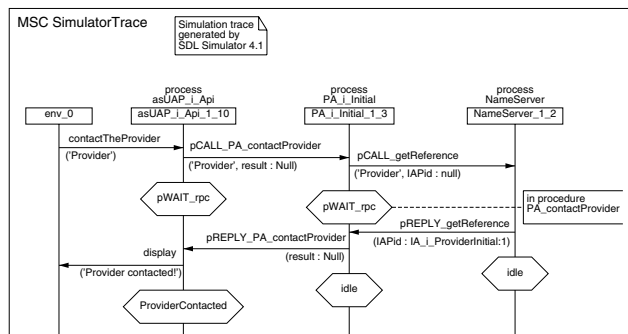 MSC SimulatorTrace
Simulation trace
generated by
SDL Simulator 4.1
process
asUAP_i_Api
process
PA_i_Initial
process
NameServer
env_0
asUAP_i_Api_1_10
PA_i_Initial_1_3
NameServer_1_2
contactTheProvider
('Provider')
pCALL_PA_contactProvider
('Provider', result : Null)
pCALL_getReference
('Provider', IAPid : null)
pWAIT_rpc
pWAIT_rpc
in procedure
PA_contactProvider
pREPLY_getReference
(IAPid : IA_i_ProviderInitial:1)
pREPLY_PA_contactProvider
(result : Null)
display
('Provider contacted!')
idle
idle
ProviderContacted